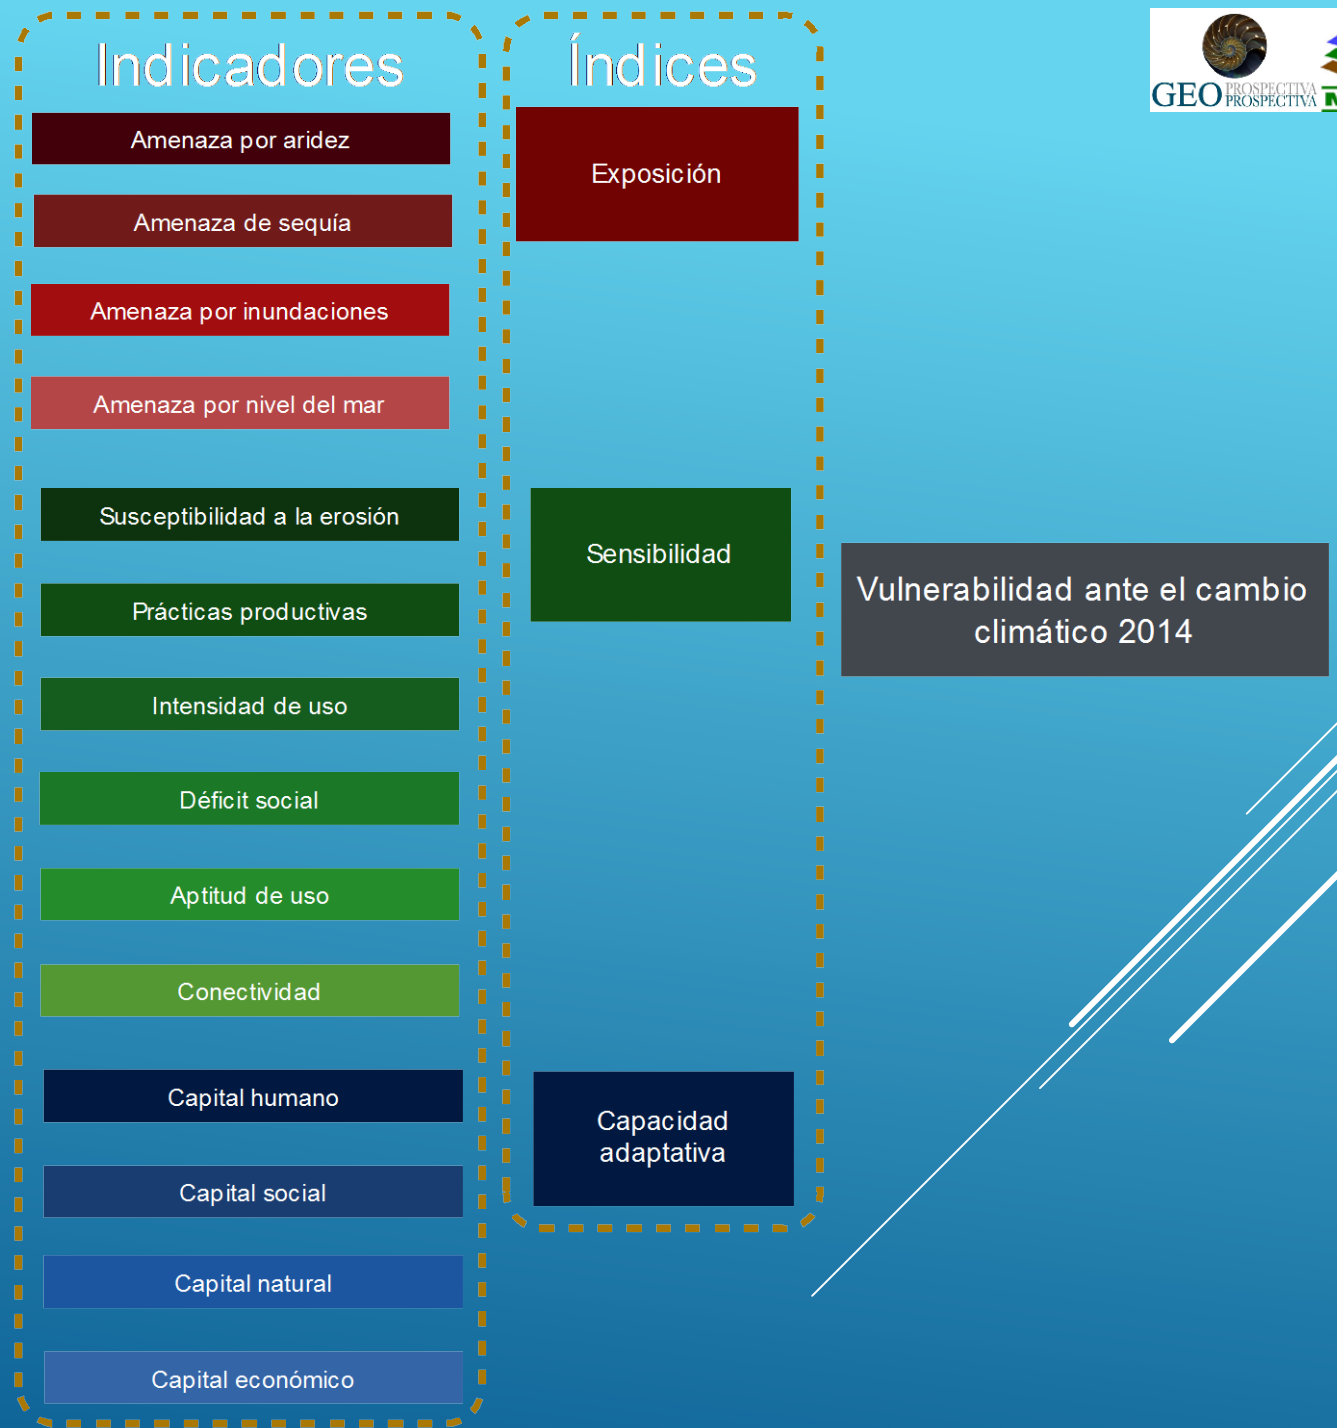 Indicadores
Amenaza por aridez
Amenaza de sequía
Amenaza por inundaciones
Amenaza por nivel del mar
Susceptibilidad a la erosión
Prácticas productivas
Intensidad de uso
Déficit social
Aptitud de uso
Conectividad
Capital humano
Capital social
Capital natural
Capital económico
Índices
Exposición
Sensibilidad
Capacidad
adaptativa
Vulnerabilidad ante el cambio
climático 2014
GEO PROSPECTIVA
PROSPECTIVA